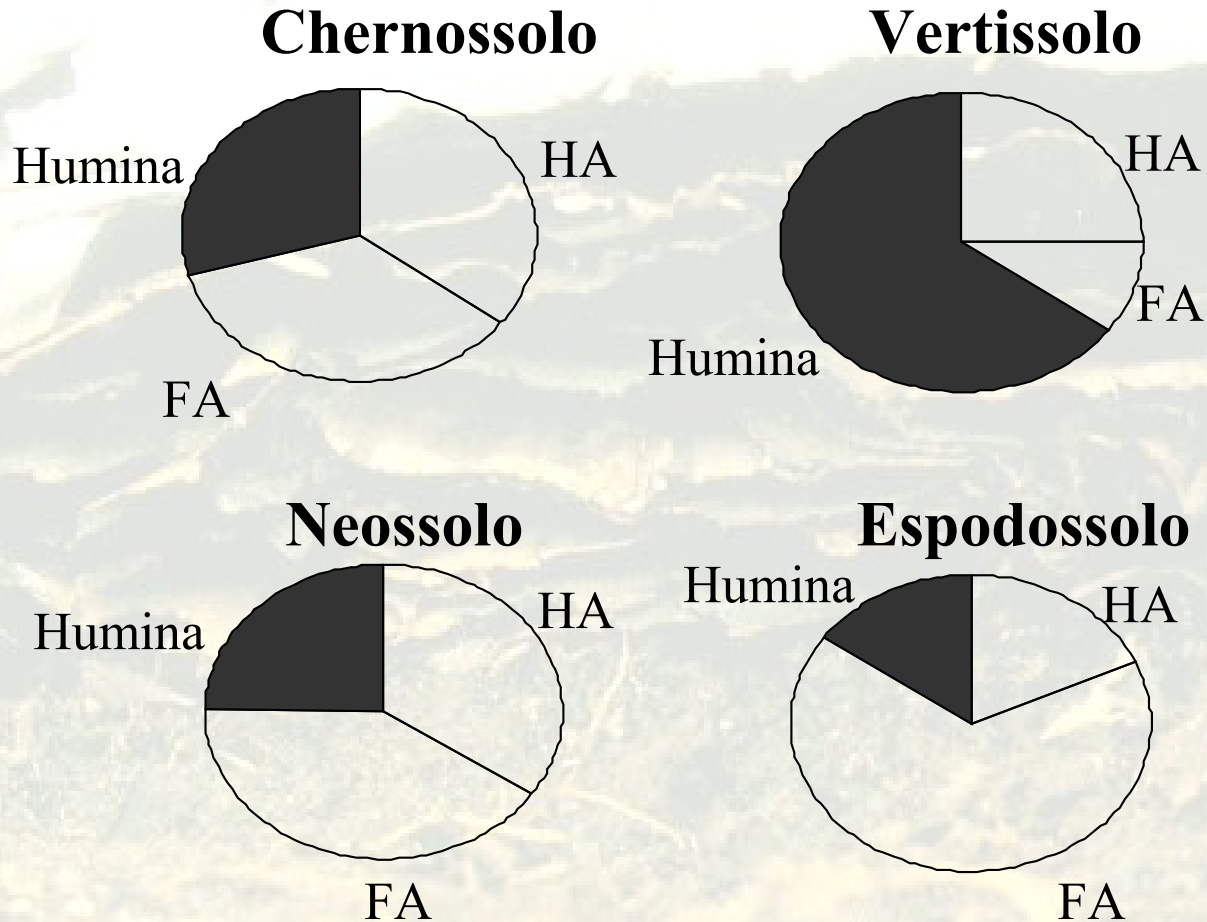 Chernossolo
Humina
HA
FA
Vertissolo
HA
FA
Humina
Neossolo
Humina
HA
FA
Espodossolo
Humina
HA
FA